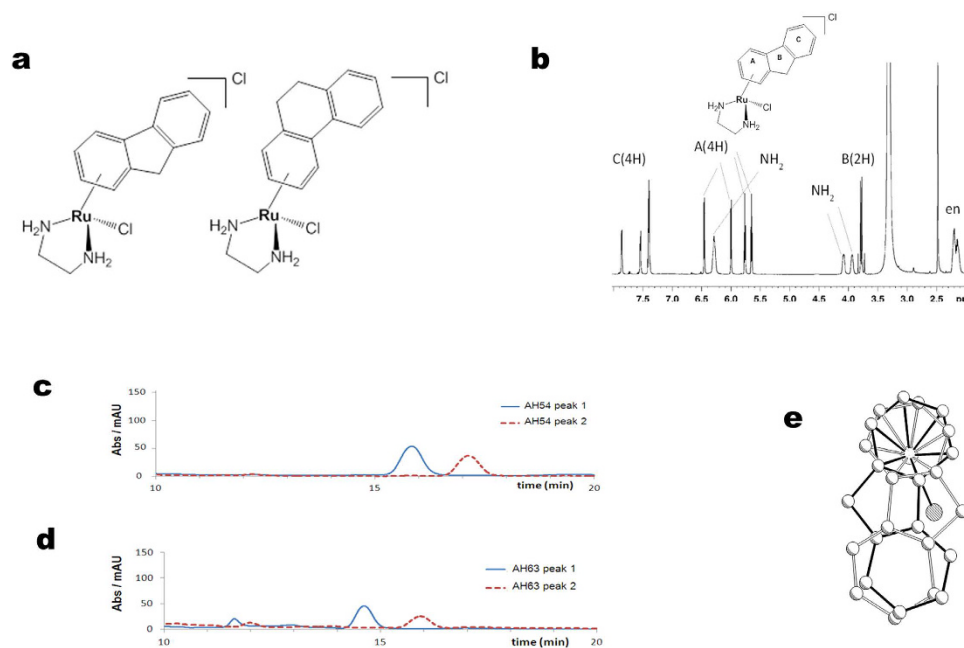 a
Cl
Cl
Ru
Cl
H₂N
NH₂
Ru
Cl
H₂N
NH₂
b
Cl
C
B
A
Ru
Cl
H₂N
NH₂
C(4H)
A(4H)
NH₂
B(2H)
NH₂
en
7.5 7.0 6.5 6.0 5.5 5.0 4.5 4.0 3.5 3.0 2.5
c
150
100
50
0
Abs / mAU
AH54 peak 1
AH54 peak 2
10 15 20
time (min)
d
150
100
50
0
Abs / mAU
AH63 peak 1
AH63 peak 2
10 15 20
time (min)
e